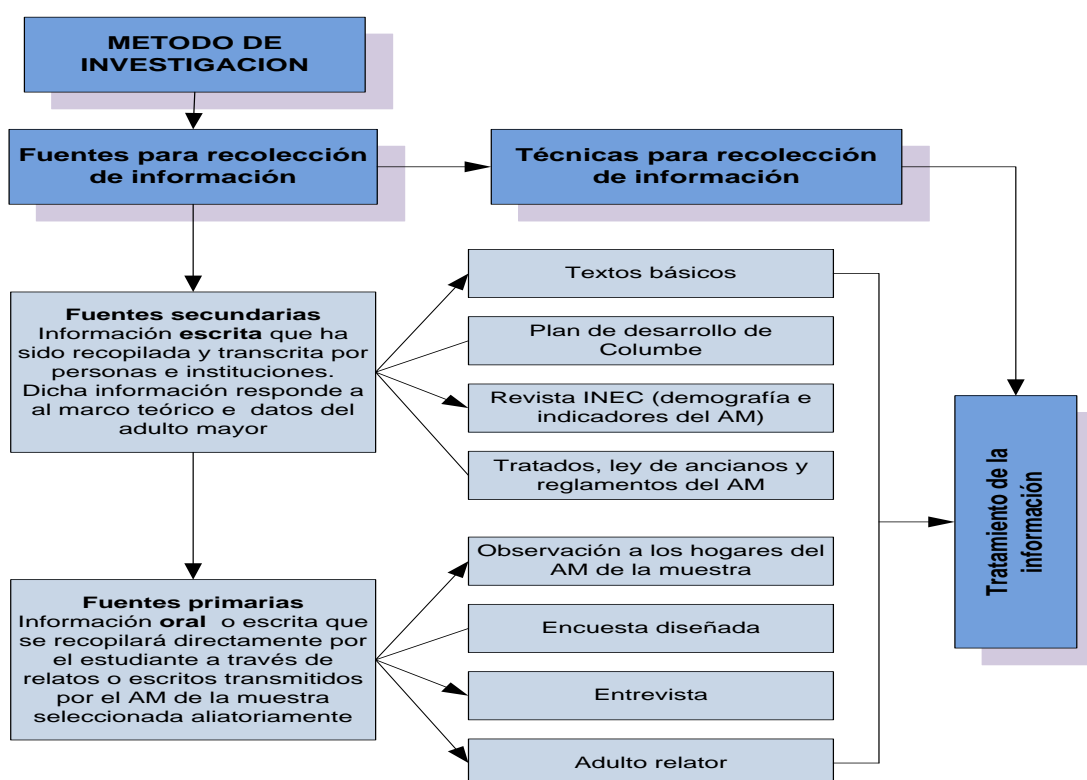 METODO DE
INVESTIGACION
Fuentes para recolección
de información
Técnicas para recolección
de información
Fuentes secundarias
Información escrita que ha
sido recopilada y transcrita por
personas e instituciones.
Dicha información responde a
al marco teórico e datos del
adulto mayor
Textos básicos
Plan de desarrollo de
Columbe
Revista INEC (demografía e
indicadores del AM)
Tratados, ley de ancianos y
reglamentos del AM
Fuentes primarias
Información oral o escrita que
se recopilará directamente por
el estudiante a través de
relatos o escritos transmitidos
por el AM de la muestra
seleccionada aliatoriamente
Observación a los hogares del
AM de la muestra
Encuesta diseñada
Entrevista
Adulto relator
Tratamiento de la
información